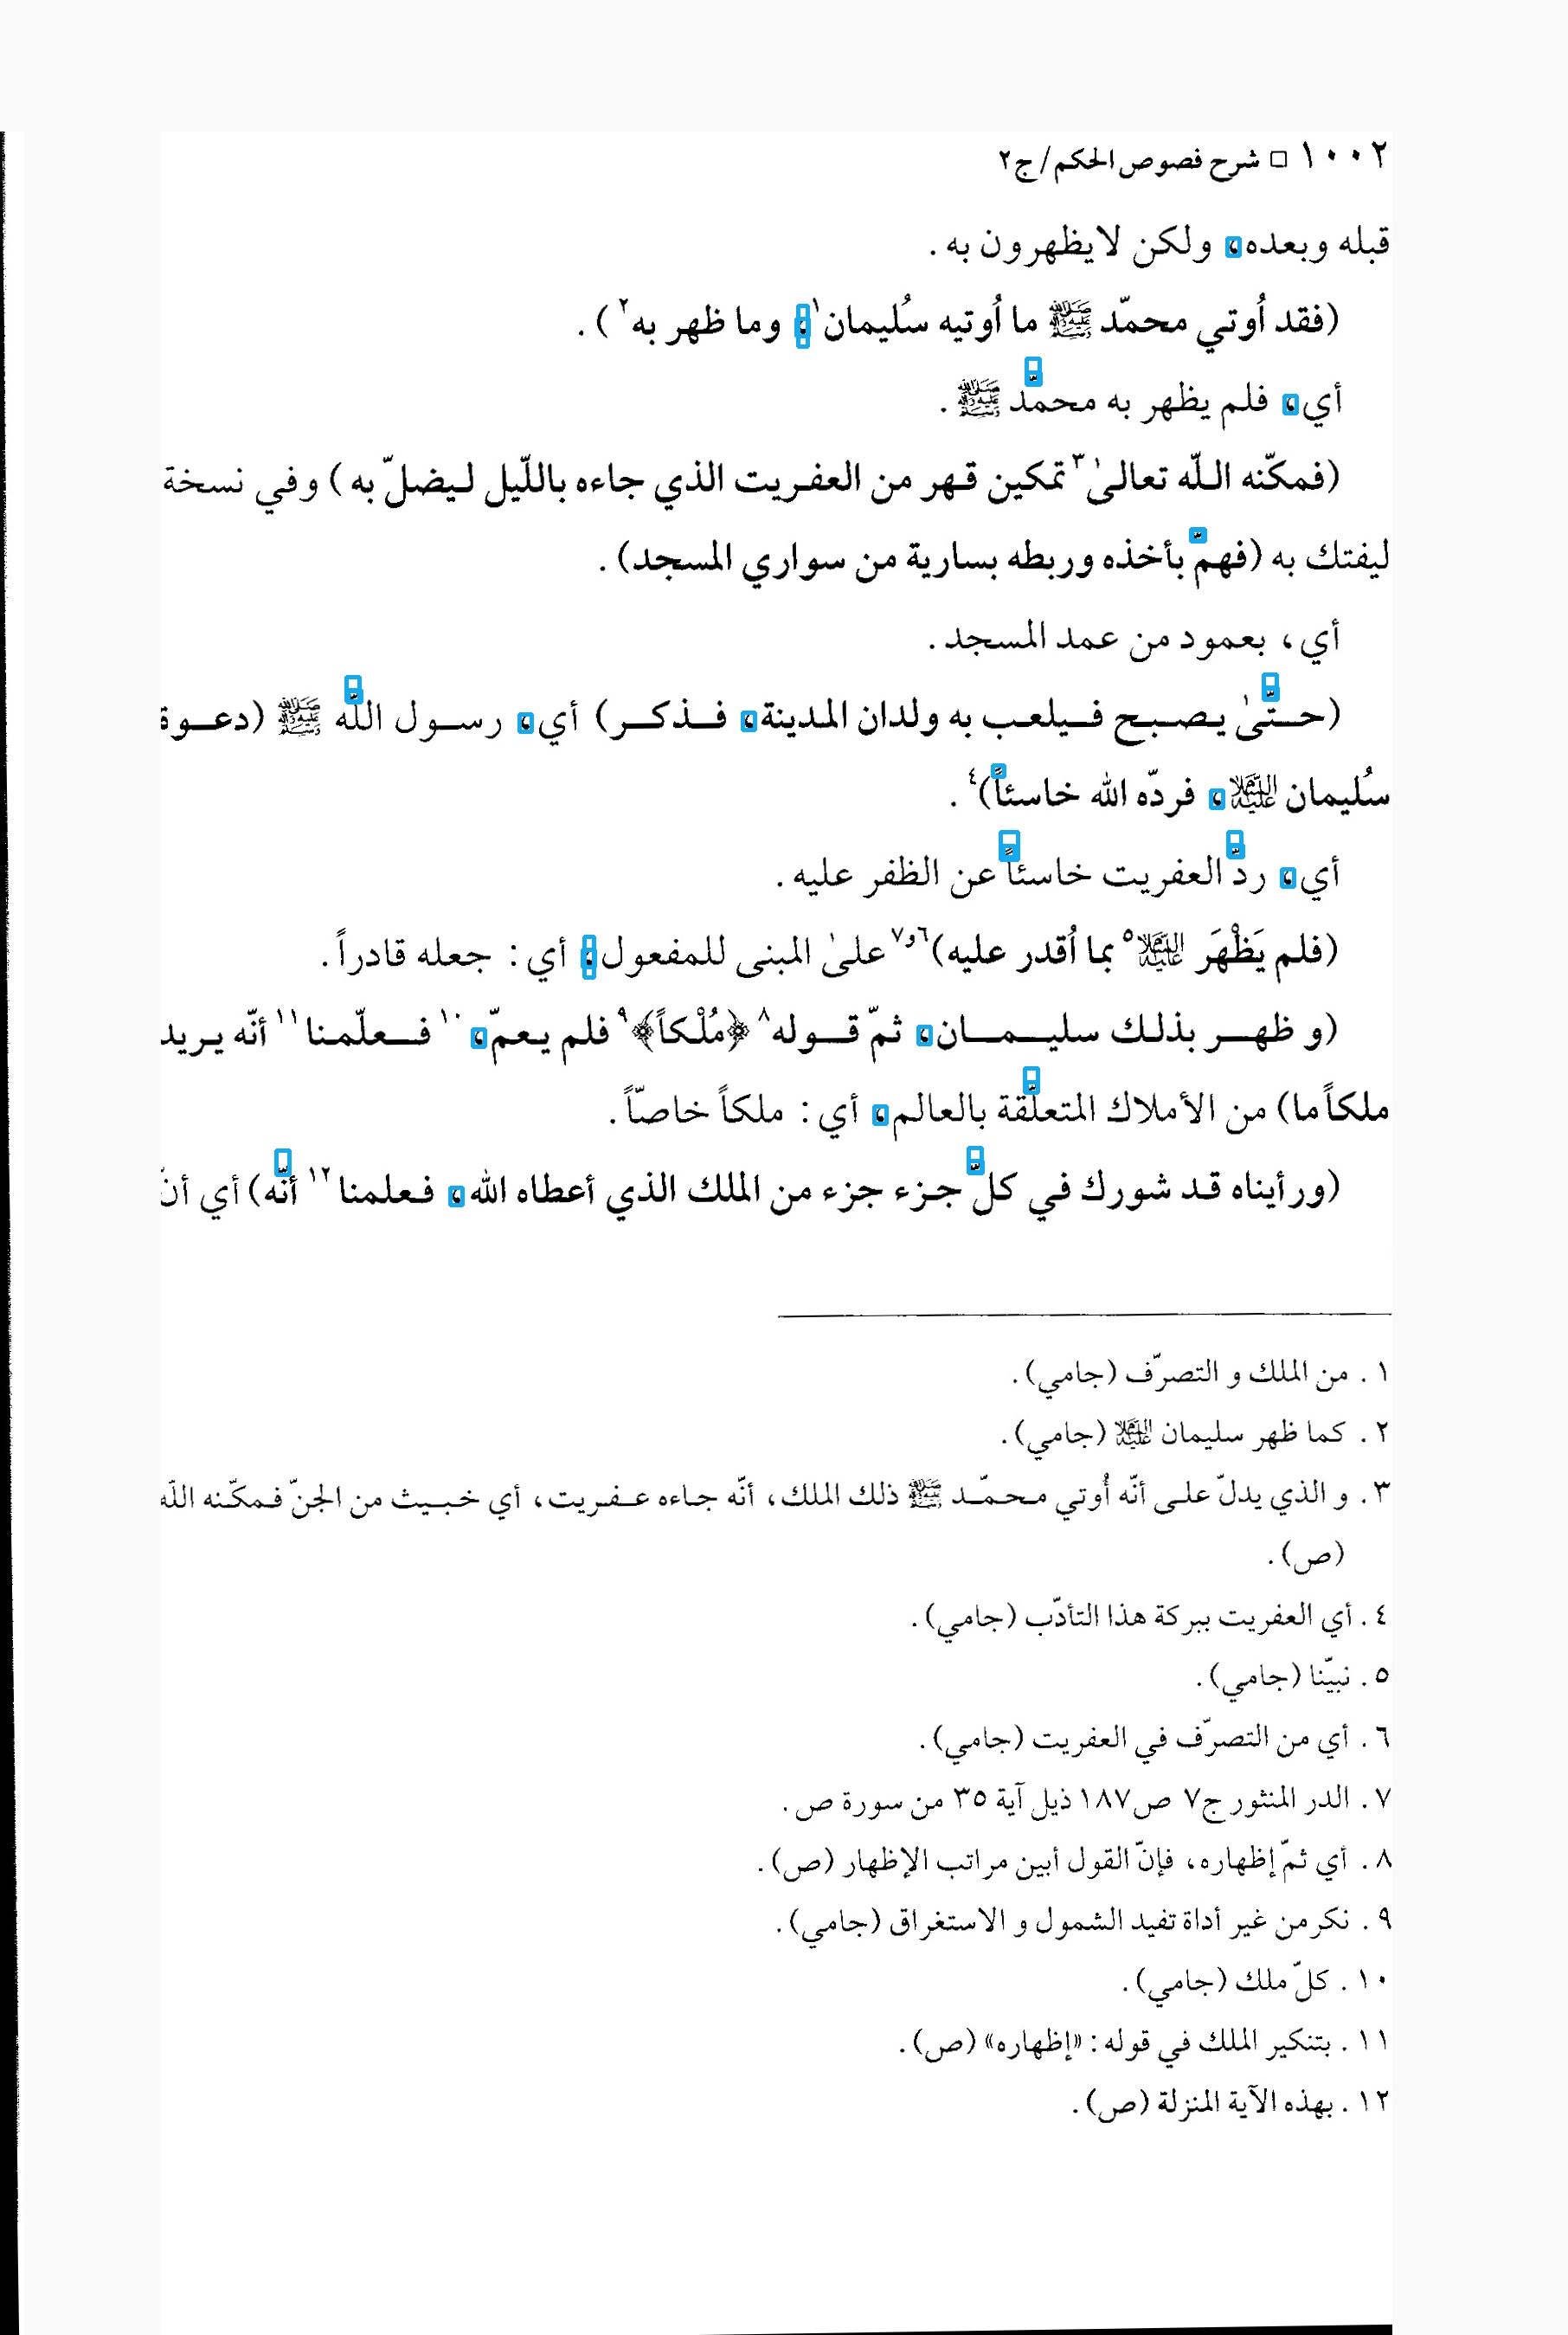 ١٠٠٢ □ شرح فصوص الحكم/ج٢
قبله وبعده، ولكن لايظهرون به.
(فقد اُوتي محمّد ﷺ ما اُوتيه سُليمان١، وما ظهر به٢).
أي، فلم يظهر به محمّد ﷺ.
(فمكّنه اللّه تعالىٰ٣ تمكين قهر من العفريت الذي جاءه باللّيل ليضلّ به) وفي نسخة
ليفتك به (فهمّ بأخذه وربطه بسارية من سواري المسجد).
أي، بعمود من عمد المسجد.
(حتّىٰ يصبح فيلعب به ولدان المدينة، فذكر) أي، رسول اللّه ﷺ (دعوة
سُليمان عليه السلام، فردّه الله خاسئاً)٤.
أي، ردّ العفريت خاسئاً عن الظفر عليه.
(فلم يَظْهَر عليه السلام٥ بما اُقدر عليه)٦و٧ علىٰ المبنى للمفعول، أي: جعله قادراً.
(و ظهر بذلك سليمان، ثمّ قوله٨ ﴿مُلْكاً﴾٩ فلم يعمّ،١٠ فعلّمنا١١ أنّه يريد
ملكاً ما) من الأملاك المتعلّقة بالعالم، أي: ملكاً خاصّاً.
(ورأيناه قد شورك في كلّ جزء جزء من الملك الذي أعطاه الله، فعلمنا١٢ أنّه) أي أنّ
١. من الملك و التصرّف (جامي).
٢. كما ظهر سليمان عليه السلام (جامي).
٣. و الذي يدلّ على أنّه أُوتي محمّد ﷺ ذلك الملك، أنّه جاءه عفريت، أي خبيث من الجنّ فمكّنه اللّه
(ص).
٤. أي العفريت ببركة هذا التأدّب (جامي).
٥. نبيّنا (جامي).
٦. أي من التصرّف في العفريت (جامي).
٧. الدر المنثور ج٧ ص١٨٧ ذيل آية ٣٥ من سورة ص.
٨. أي ثمّ إظهاره، فإنّ القول أبين مراتب الإظهار (ص).
٩. نكر من غير أداة تفيد الشمول و الاستغراق (جامي).
١٠. كلّ ملك (جامي).
١١. بتنكير الملك في قوله: «إظهاره» (ص).
١٢. بهذه الآية المنزلة (ص).